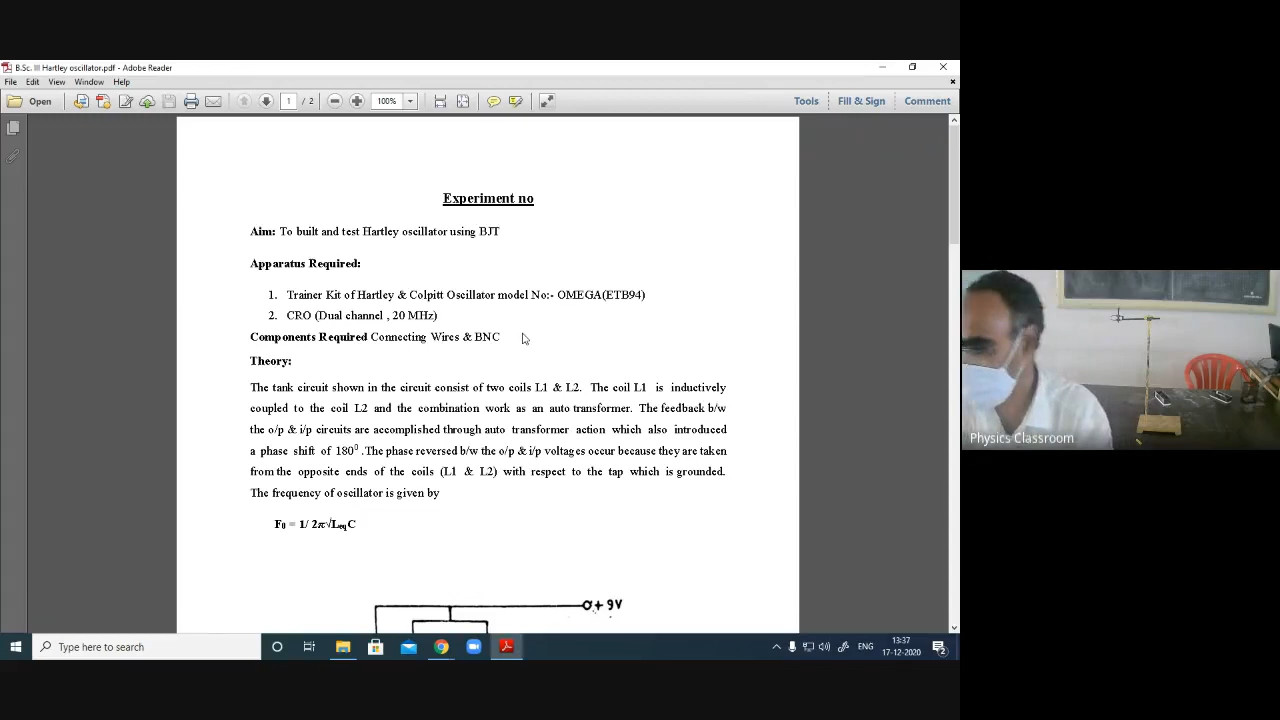 B.Sc. III Hartley oscillator.pdf - Adobe Reader
File Edit View Window Help
Open 1 / 2 100% Tools Fill & Sign Comment
Experiment no
Aim: To built and test Hartley oscillator using BJT
Apparatus Required:
1. Trainer Kit of Hartley & Colpitt Oscillator model No:- OMEGA(ETB94)
2. CRO (Dual channel , 20 MHz)
Components Required Connecting Wires & BNC
Theory:
The tank circuit shown in the circuit consist of two coils L1 & L2. The coil L1 is inductively
coupled to the coil L2 and the combination work as an auto transformer. The feedback b/w
the o/p & i/p circuits are accomplished through auto transformer action which also introduced
a phase shift of 180⁰ .The phase reversed b/w the o/p & i/p voltages occur because they are taken
from the opposite ends of the coils (L1 & L2) with respect to the tap which is grounded.
The frequency of oscillator is given by
F₀ = 1/ 2π√LeqC
+ 9V
Physics Classroom
Type here to search
ENG
13:37
17-12-2020
2